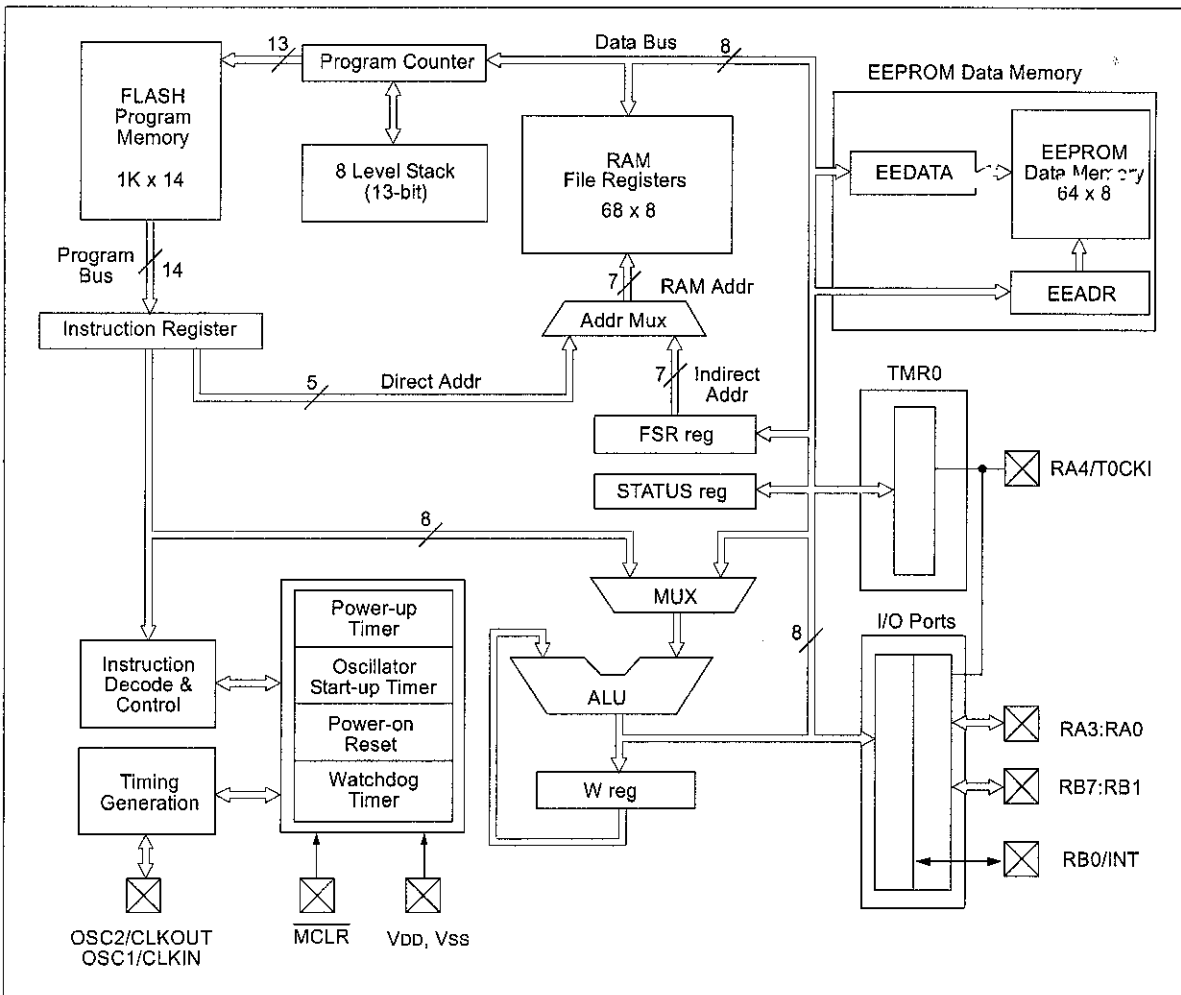 13
Program Counter
Data Bus
8
EEPROM Data Memory
FLASH
Program
Memory
1K x 14
8 Level Stack
(13-bit)
RAM
File Registers
68 x 8
EEDATA
EEPROM
Data Memory
64 x 8
EEADR
Program
Bus
14
7
RAM Addr
Addr Mux
Instruction Register
5
Direct Addr
7
Indirect
Addr
FSR reg
STATUS reg
TMR0
RA4/T0CKI
8
MUX
Power-up
Timer
Oscillator
Start-up Timer
Power-on
Reset
Watchdog
Timer
Instruction
Decode &
Control
Timing
Generation
ALU
W reg
8
I/O Ports
RA3:RA0
RB7:RB1
RB0/INT
OSC2/CLKOUT
OSC1/CLKIN
MCLR
VDD, VSS